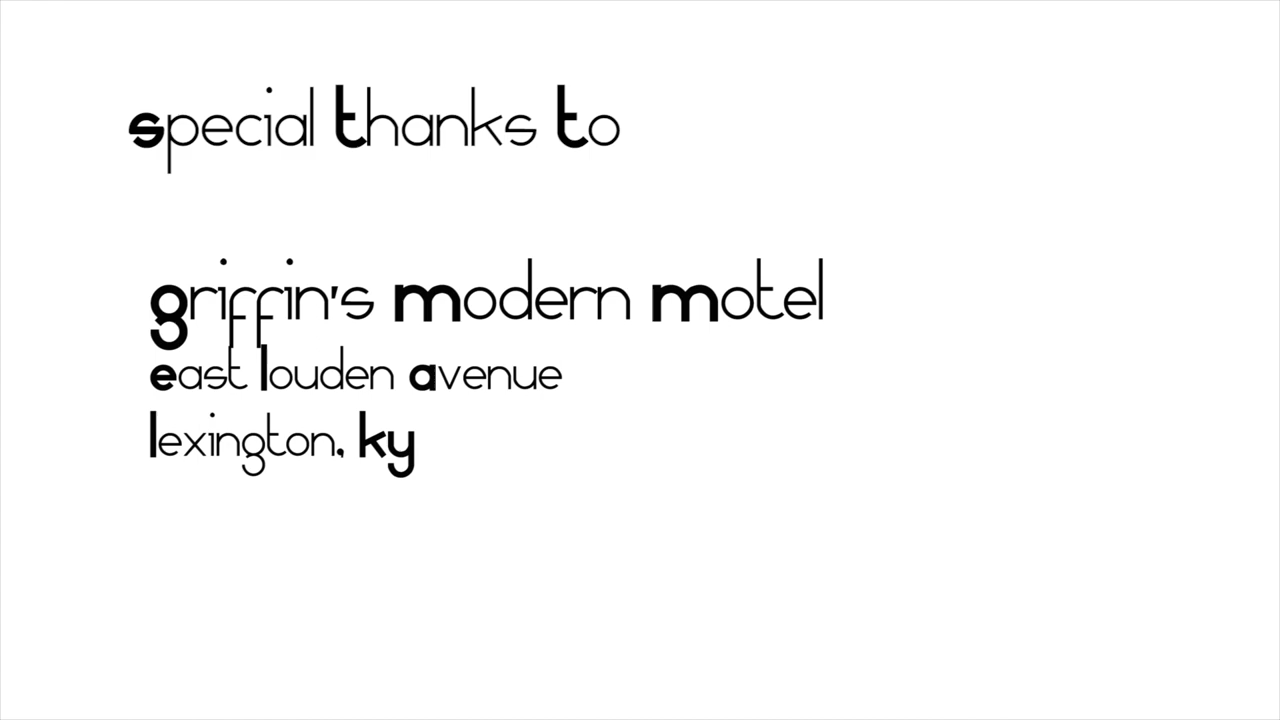 special thanks to
griffin's modern motel
east louden avenue
lexington, ky